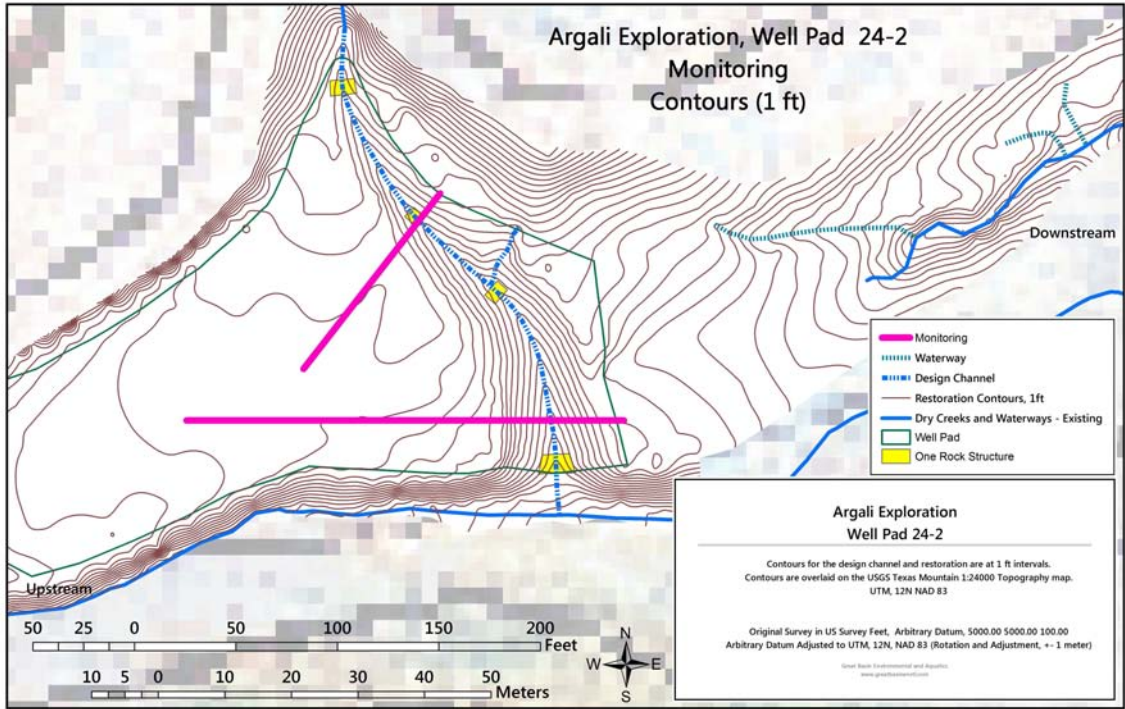 Argali Exploration, Well Pad 24-2
Monitoring
Contours (1 ft)
Downstream
Monitoring
Waterway
Design Channel
Restoration Contours, 1ft
Dry Creeks and Waterways - Existing
Well Pad
One Rock Structure
Argali Exploration
Well Pad 24-2
Contours for the design channel and restoration are at 1 ft intervals.
Contours are overlaid on the USGS Texas Mountain 1:24000 Topography map.
UTM, 12N NAD 83
Original Survey in US Survey Feet, Arbitrary Datum, 5000.00 5000.00 100.00
Arbitrary Datum Adjusted to UTM, 12N, NAD 83 (Rotation and Adjustment, +- 1 meter)
Great Basin Environmental and Aquatics
Upstream
50 25 0 50 100 150 200
Feet
10 5 0 10 20 30 40 50
Meters
N
W E
S